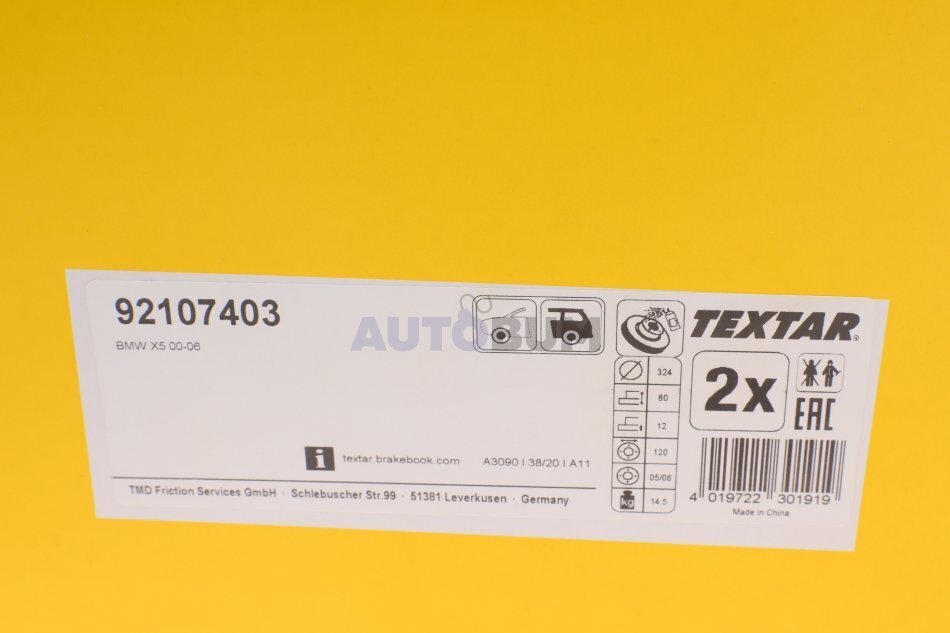 92107403
BMW X5 00-06
AUTOBUM
TEXTAR®
2x
EAC
324
80
12
120
05/06
kg 14.5
i textar brakebook.com A3090 | 38/20 | A11
TMD Friction Services GmbH · Schlebuscher Str.99 · 51381 Leverkusen · Germany
4 019722 301919
Made in China